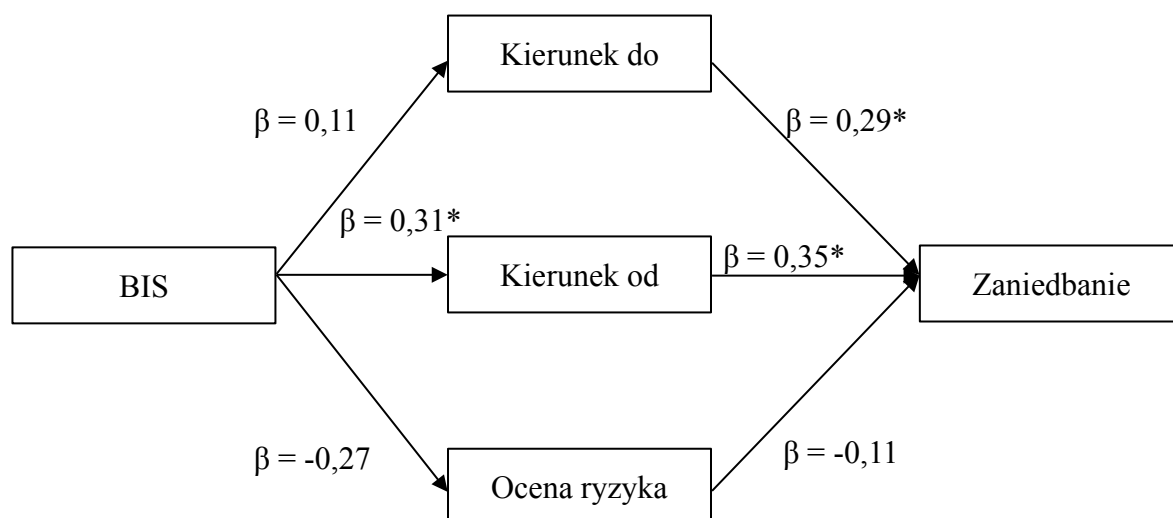 Kierunek do
β = 0,11
β = 0,29*
β = 0,31*
BIS
Kierunek od
β = 0,35*
Zaniedbanie
β = -0,27
β = -0,11
Ocena ryzyka